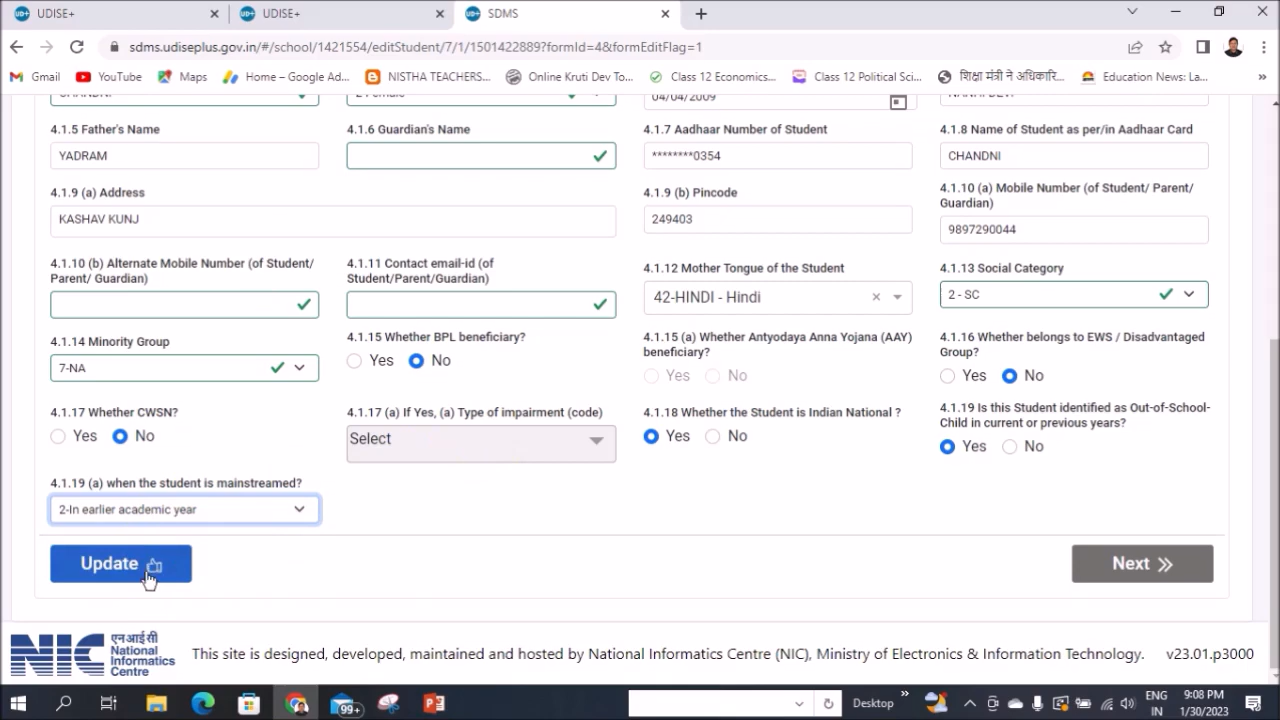 UDISE+
UDISE+
SDMS
sdms.udiseplus.gov.in/#/school/1421554/editStudent/7/1/1501422889?formId=4&formEditFlag=1
Gmail
YouTube
Maps
Home – Google Ad...
NISTHA TEACHERS...
Online Kruti Dev To...
Class 12 Economics...
Class 12 Political Sci...
शिक्षा मंत्री ने अधिकारि...
Education News: La...
»
CHANDNI
04/04/2009
4.1.5 Father's Name
4.1.6 Guardian's Name
4.1.7 Aadhaar Number of Student
4.1.8 Name of Student as per/in Aadhaar Card
YADRAM
********0354
CHANDNI
4.1.9 (a) Address
4.1.9 (b) Pincode
4.1.10 (a) Mobile Number (of Student/ Parent/
Guardian)
KASHAV KUNJ
249403
9897290044
4.1.10 (b) Alternate Mobile Number (of Student/
Parent/ Guardian)
4.1.11 Contact email-id (of
Student/Parent/Guardian)
4.1.12 Mother Tongue of the Student
4.1.13 Social Category
42-HINDI - Hindi
2 - SC
4.1.14 Minority Group
4.1.15 Whether BPL beneficiary?
4.1.15 (a) Whether Antyodaya Anna Yojana (AAY)
beneficiary?
4.1.16 Whether belongs to EWS / Disadvantaged
Group?
7-NA
Yes No
Yes No
Yes No
4.1.17 Whether CWSN?
4.1.17 (a) If Yes, (a) Type of impairment (code)
4.1.18 Whether the Student is Indian National ?
4.1.19 Is this Student identified as Out-of-School-
Child in current or previous years?
Yes No
Select
Yes No
Yes No
4.1.19 (a) when the student is mainstreamed?
2-In earlier academic year
Update
Next
NIC एन आई सी
National
Informatics
Centre
This site is designed, developed, maintained and hosted by National Informatics Centre (NIC), Ministry of Electronics & Information Technology.
v23.01.p3000
99+
Desktop
ENG
IN
9:08 PM
1/30/2023